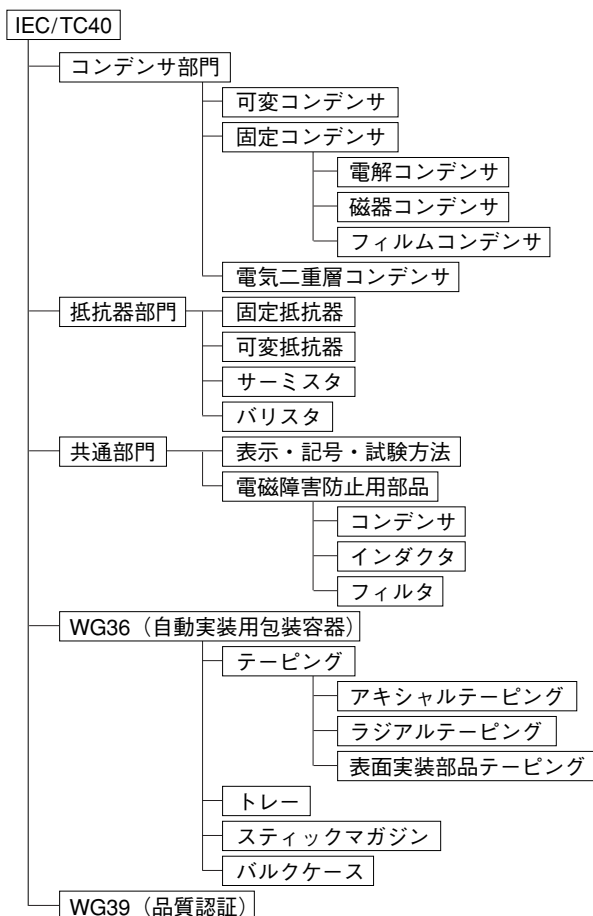 IEC/TC40
コンデンサ部門
可変コンデンサ
固定コンデンサ
電解コンデンサ
磁器コンデンサ
フィルムコンデンサ
電気二重層コンデンサ
抵抗器部門
固定抵抗器
可変抵抗器
サーミスタ
バリスタ
共通部門
表示・記号・試験方法
電磁障害防止用部品
コンデンサ
インダクタ
フィルタ
WG36（自動実装用包装容器）
テーピング
アキシャルテーピング
ラジアルテーピング
表面実装部品テーピング
トレー
スティックマガジン
バルクケース
WG39（品質認証）